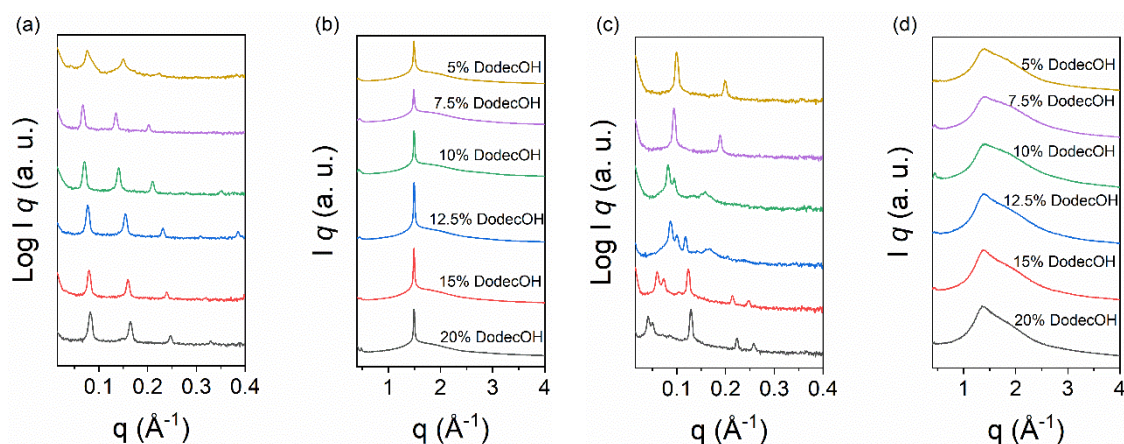 (a)
Log I q (a. u.)
0.1 0.2 0.3 0.4
q (Å-1)
(b)
I q (a. u.)
5% DodecOH
7.5% DodecOH
10% DodecOH
12.5% DodecOH
15% DodecOH
20% DodecOH
1 2 3 4
q (Å-1)
(c)
Log I q (a. u.)
0.1 0.2 0.3 0.4
q (Å-1)
(d)
I q (a. u.)
5% DodecOH
7.5% DodecOH
10% DodecOH
12.5% DodecOH
15% DodecOH
20% DodecOH
1 2 3 4
q (Å-1)